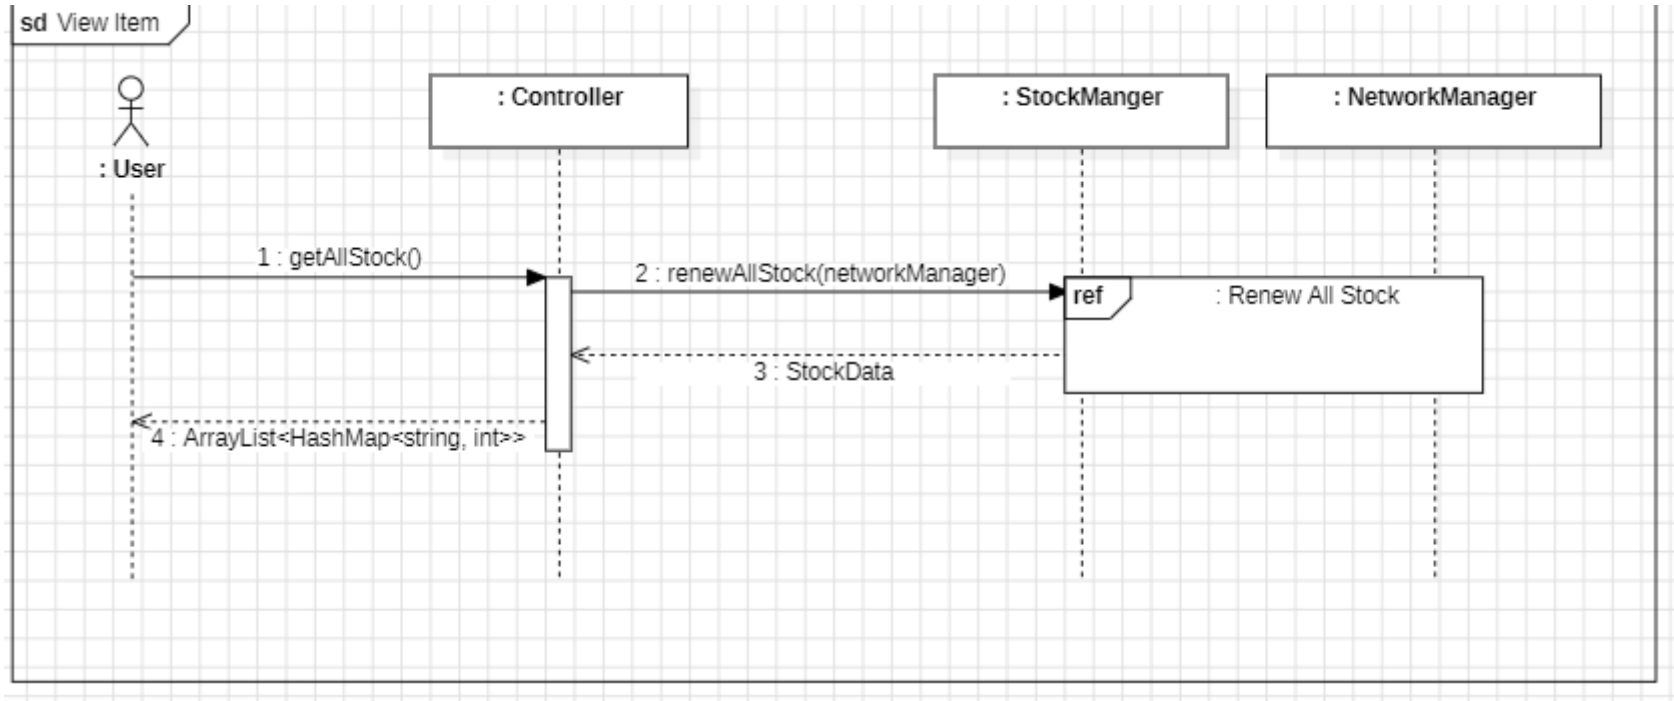 sd View Item
: Controller
: StockManger
: NetworkManager
: User
1 : getAllStock()
2 : renewAllStock(networkManager)
ref
: Renew All Stock
3 : StockData
4 : ArrayList<HashMap<string, int>>